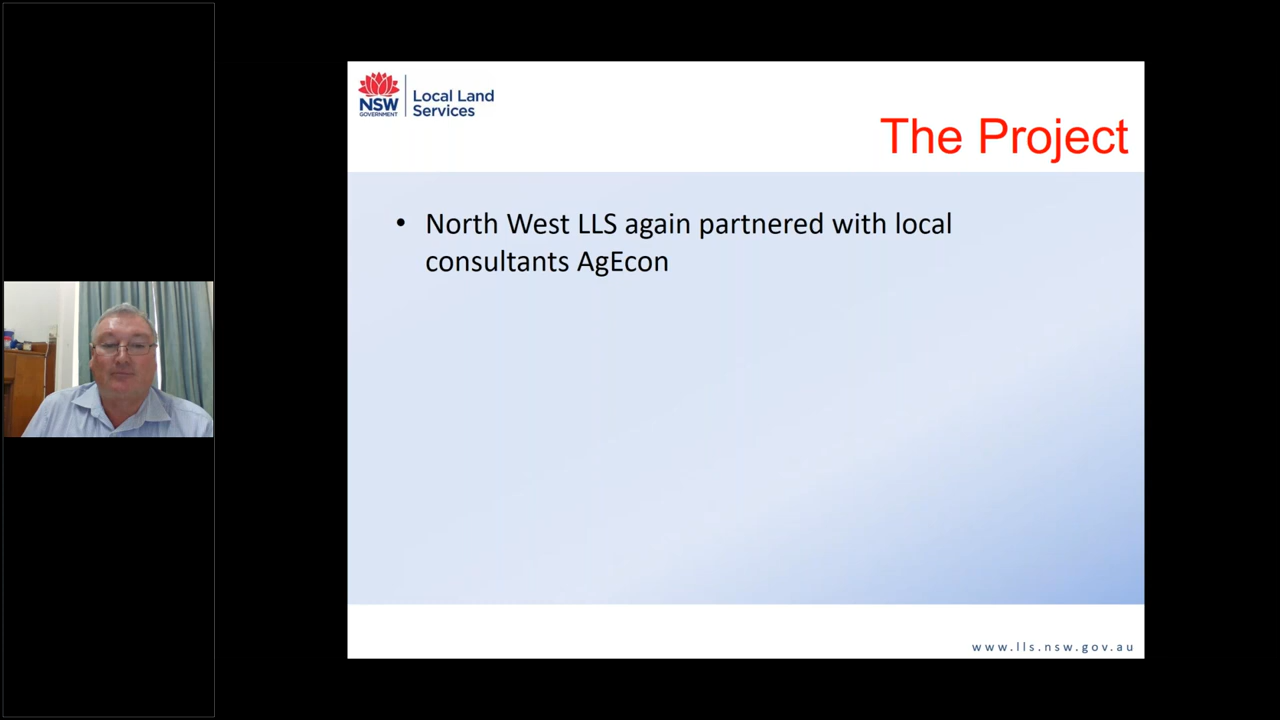 NSW
GOVERNMENT
Local Land
Services
The Project
• North West LLS again partnered with local
consultants AgEcon
www.lls.nsw.gov.au